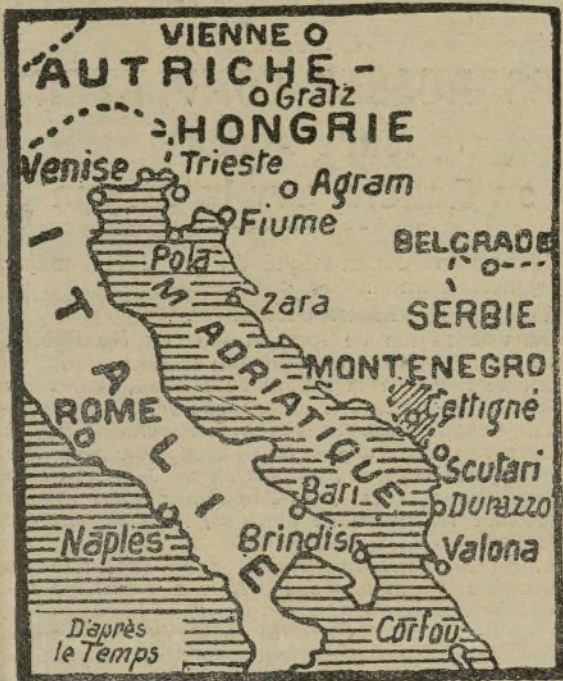 VIENNE
AUTRICHE-
Gratz
HONGRIE
Venise
Trieste
Agram
Fiume
Pola
BELGRADE
Zara
SERBIE
ITALIE
M ADRIATIQUE
MONTENEGRO
Cettigné
ROME
Scutari
Bari
Durazzo
Naples
Brindisi
Valona
Corfou
D'après
le Temps